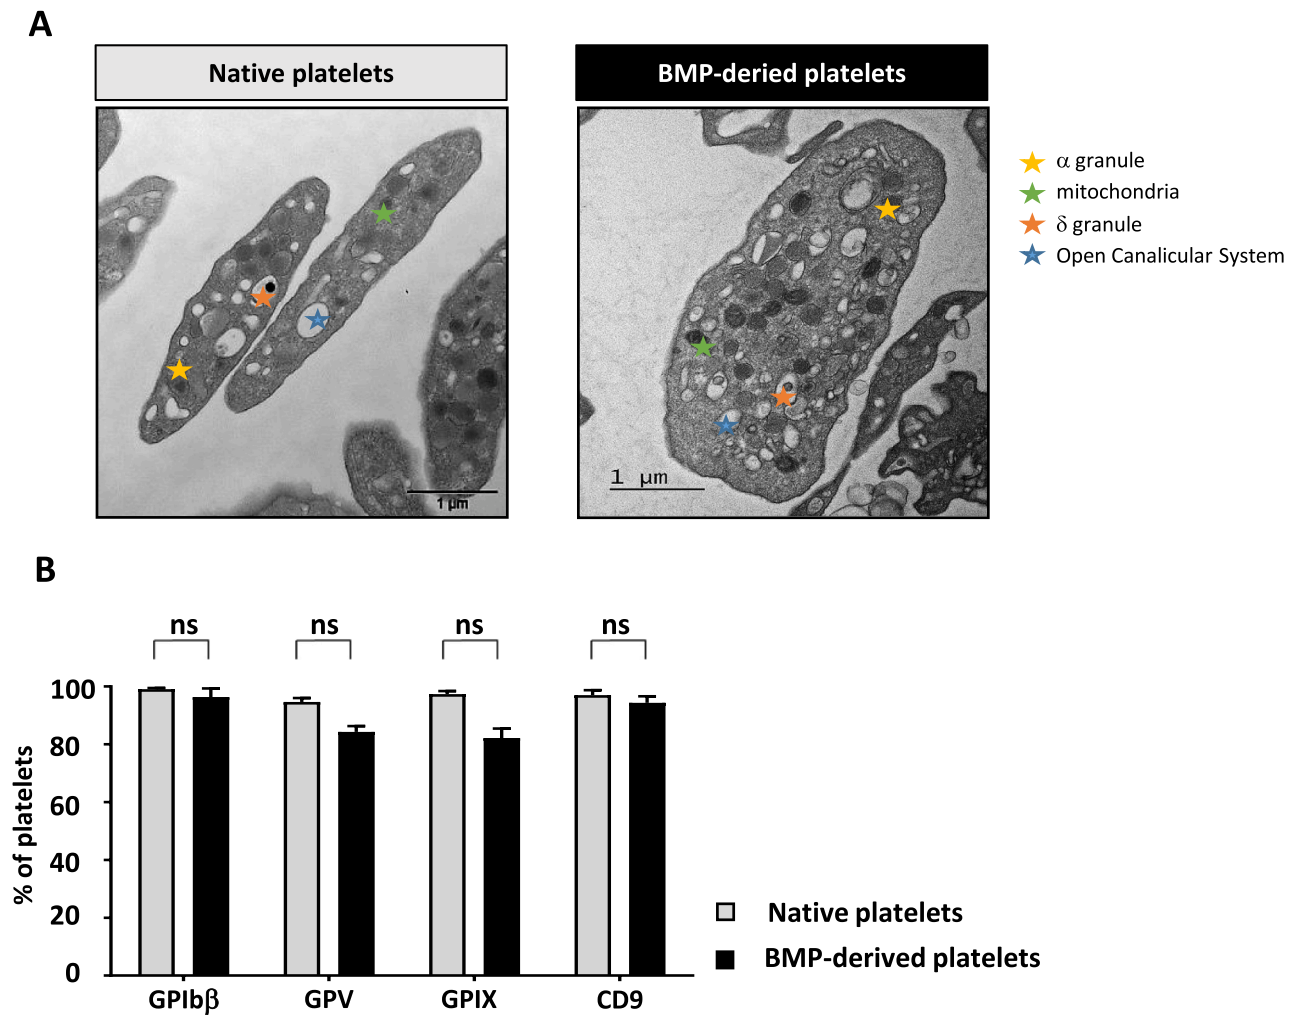 A
Native platelets
BMP-deried platelets
α granule
mitochondria
δ granule
Open Canalicular System
1 μm
1 μm
B
ns ns ns ns
% of platelets
100
80
60
40
20
0
GPIbβ GPV GPIX CD9
Native platelets
BMP-derived platelets